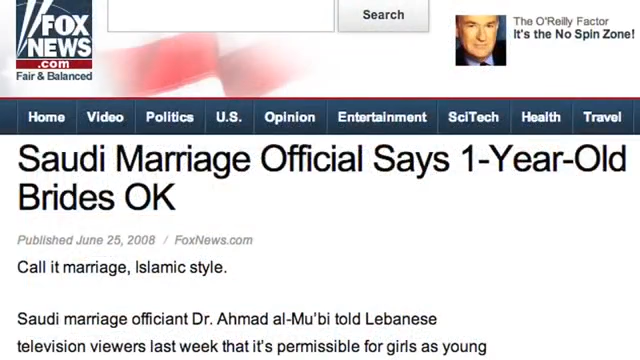 Search
FOX
NEWS
.com
Fair & Balanced
The O'Reilly Factor
It's the No Spin Zone!
Home Video Politics U.S. Opinion Entertainment SciTech Health Travel
Saudi Marriage Official Says 1-Year-Old
Brides OK
Published June 25, 2008 / FoxNews.com
Call it marriage, Islamic style.
Saudi marriage officiant Dr. Ahmad al-Mu'bi told Lebanese
television viewers last week that it's permissible for girls as young